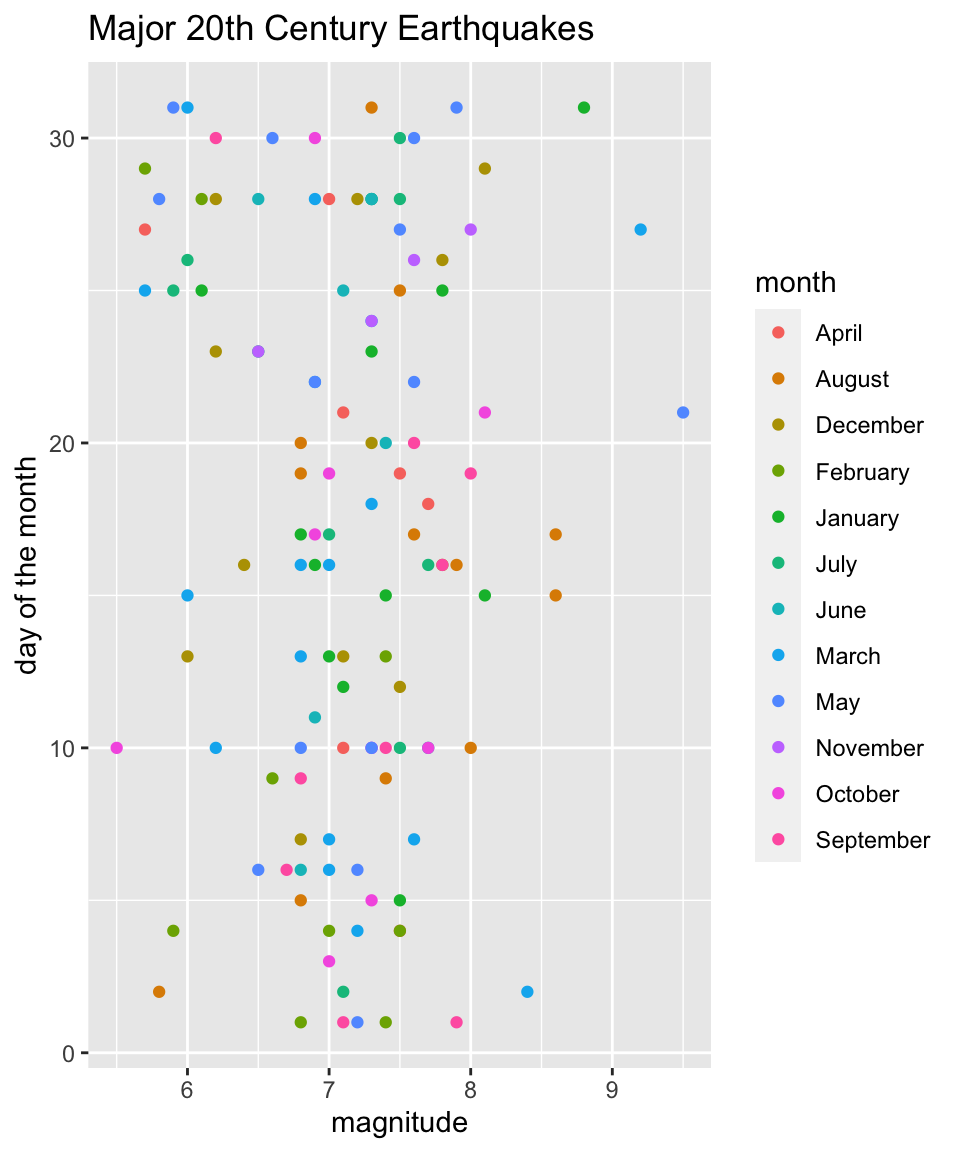 Major 20th Century Earthquakes
30
20
10
0
day of the month
6 7 8 9
magnitude
month
April
August
December
February
January
July
June
March
May
November
October
September